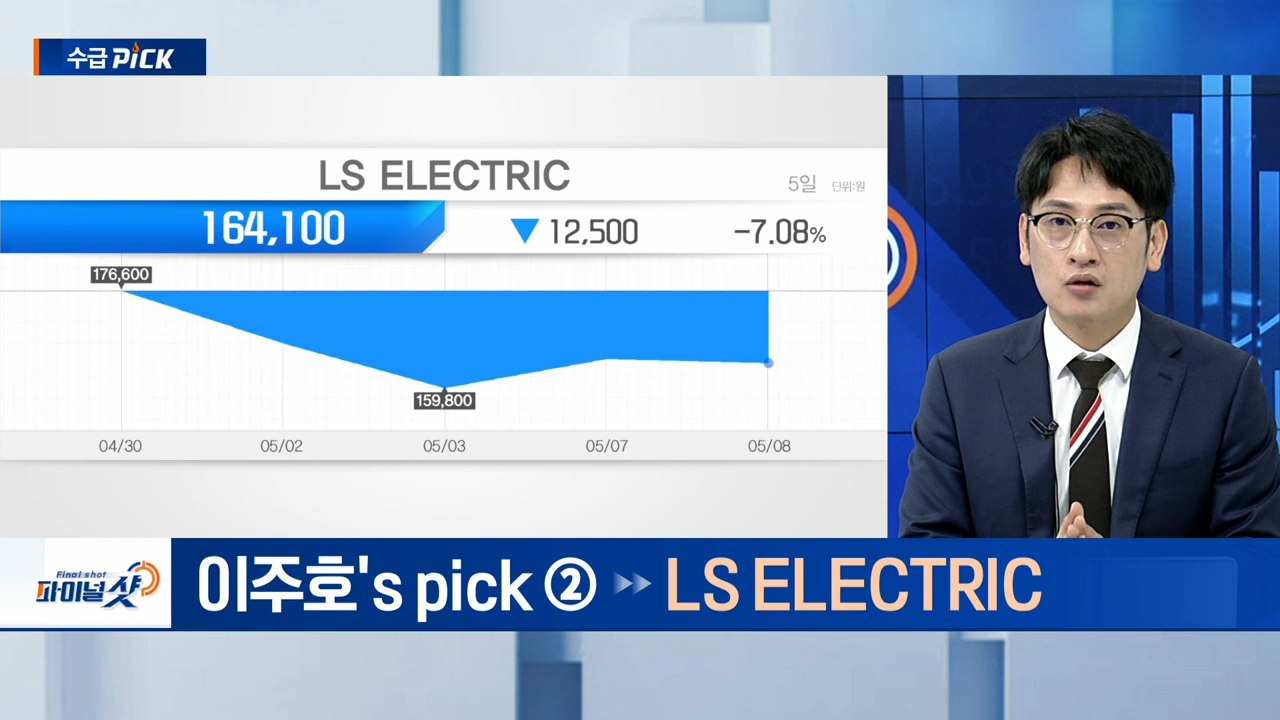 수급 PiCK
LS ELECTRIC
5일 단위:원
164,100 ▼ 12,500 -7.08%
176,600
159,800
04/30 05/02 05/03 05/07 05/08
Final shot
파이널샷
이주호's pick ② LS ELECTRIC